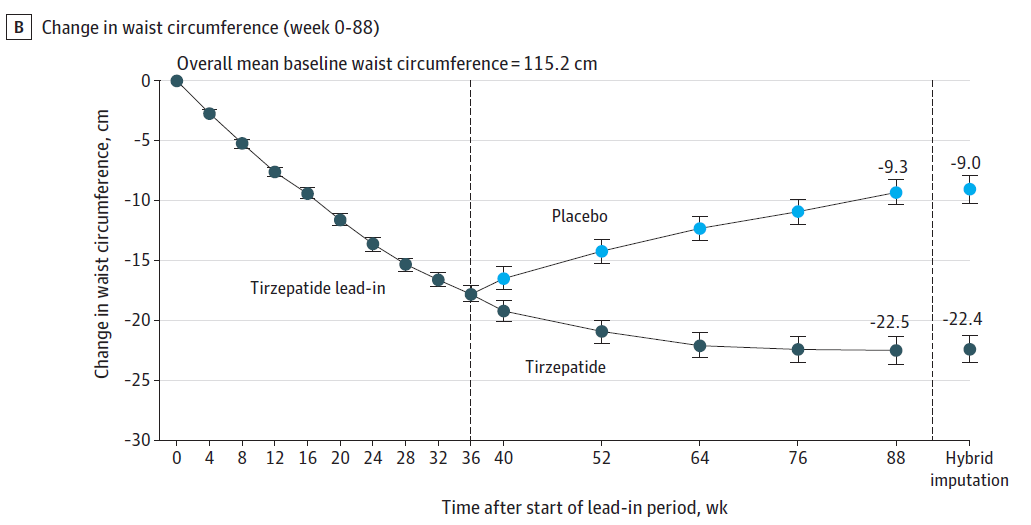 B Change in waist circumference (week 0-88)
Overall mean baseline waist circumference = 115.2 cm
Change in waist circumference, cm
0
-5
-10
-15
-20
-25
-30
Tirzepatide lead-in
Placebo
Tirzepatide
-9.3
-9.0
-22.5
-22.4
0 4 8 12 16 20 24 28 32 36 40 52 64 76 88 Hybrid
imputation
Time after start of lead-in period, wk